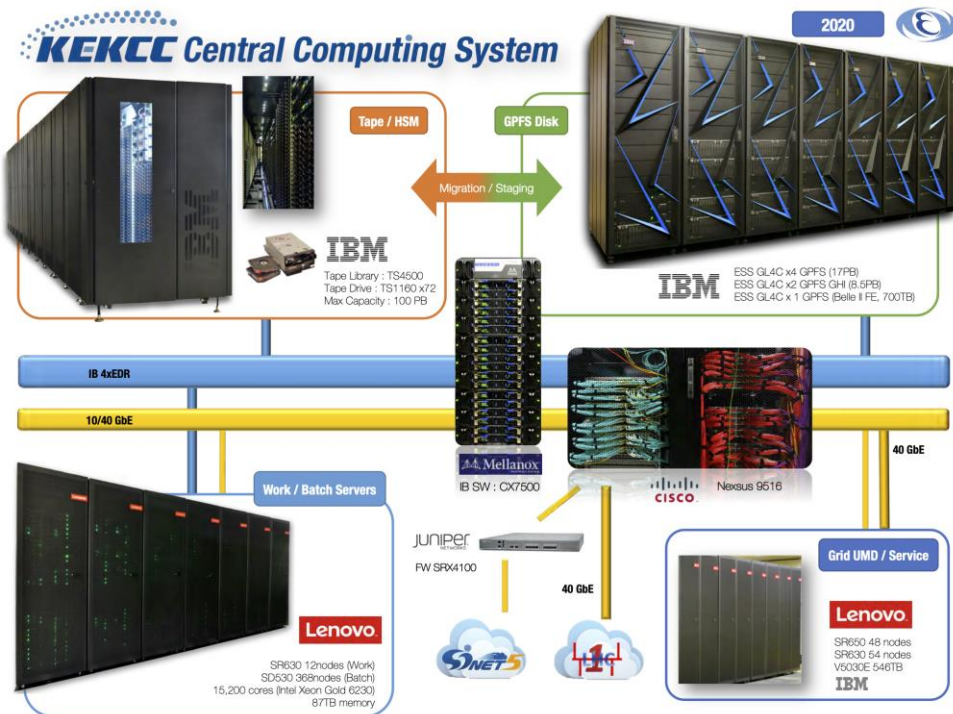 KEKCC Central Computing System
2020
Tape / HSM
GPFS Disk
Migration / Staging
IBM
IBM
Tape Library : TS4500
Tape Drive : TS1160 x72
Max Capacity : 100 PB
IBM
ESS GL4C x4 GPFS (17PB)
ESS GL4C x2 GPFS GHI (8.5PB)
ESS GL4C x 1 GPFS (Belle II FE, 700TB)
IB 4xEDR
10/40 GbE
40 GbE
Mellanox
IB SW : CX7500
CISCO
Nexsus 9516
Work / Batch Servers
JUNIPER
NETWORKS
FW SRX4100
40 GbE
Grid UMD / Service
Lenovo
SR630 12nodes (Work)
SD530 368nodes (Batch)
15,200 cores (Intel Xeon Gold 6230)
87TB memory
SINET5
Lenovo
SR650 48 nodes
SR630 54 nodes
V5030E 546TB
IBM